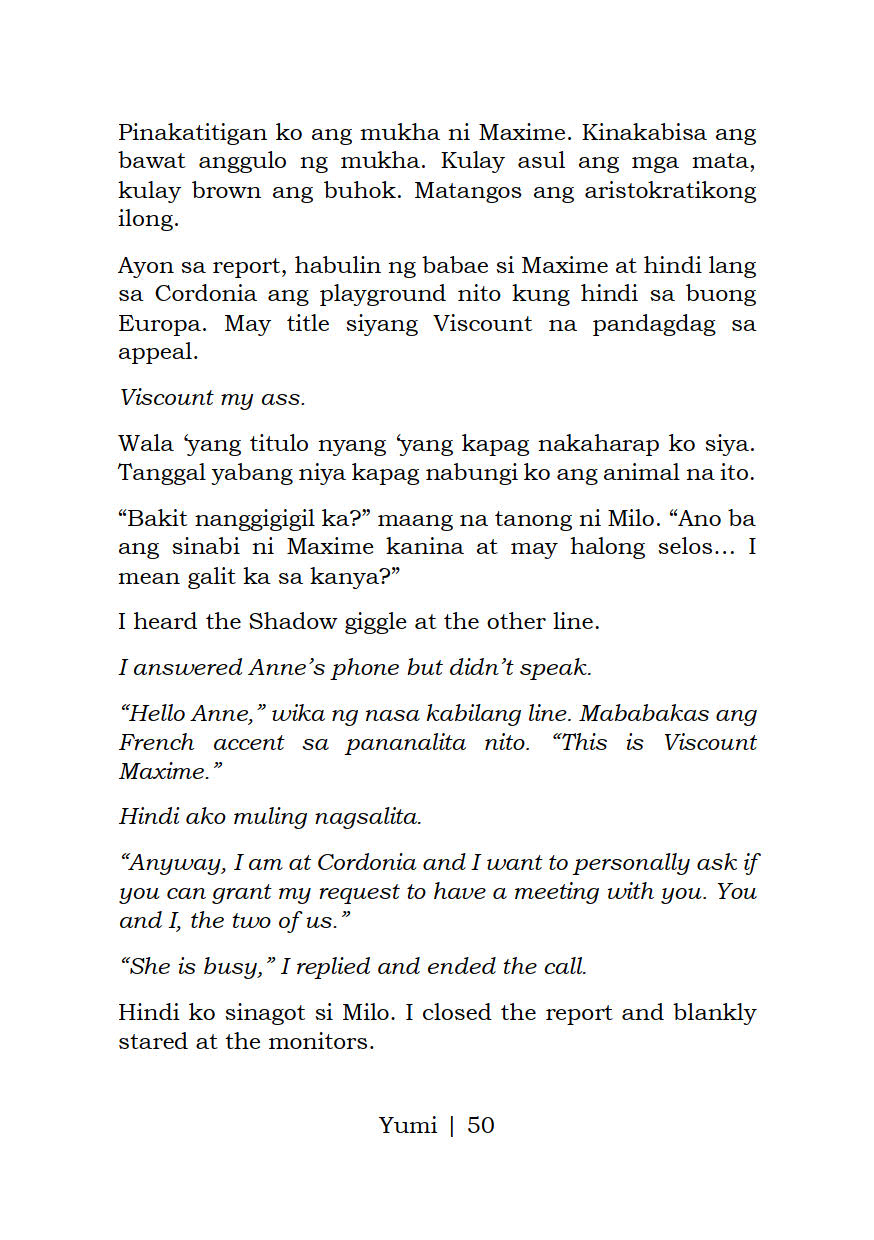 Pinakatitigan ko ang mukha ni Maxime. Kinakabisa ang
bawat anggulo ng mukha. Kulay asul ang mga mata,
kulay brown ang buhok. Matangos ang aristokratikong
ilong.
Ayon sa report, habulin ng babae si Maxime at hindi lang
sa Cordonia ang playground nito kung hindi sa buong
Europa. May title siyang Viscount na pandagdag sa
appeal.
Viscount my ass.
Wala ‘yang titulo nyang ‘yang kapag nakaharap ko siya.
Tanggal yabang niya kapag nabungi ko ang animal na ito.
“Bakit nanggigigil ka?” maang na tanong ni Milo. “Ano ba
ang sinabi ni Maxime kanina at may halong selos… I
mean galit ka sa kanya?”
I heard the Shadow giggle at the other line.
I answered Anne’s phone but didn’t speak.
“Hello Anne,” wika ng nasa kabilang line. Mababakas ang
French accent sa pananalita nito. “This is Viscount
Maxime.”
Hindi ako muling nagsalita.
“Anyway, I am at Cordonia and I want to personally ask if
you can grant my request to have a meeting with you. You
and I, the two of us.”
“She is busy,” I replied and ended the call.
Hindi ko sinagot si Milo. I closed the report and blankly
stared at the monitors.
Yumi | 50